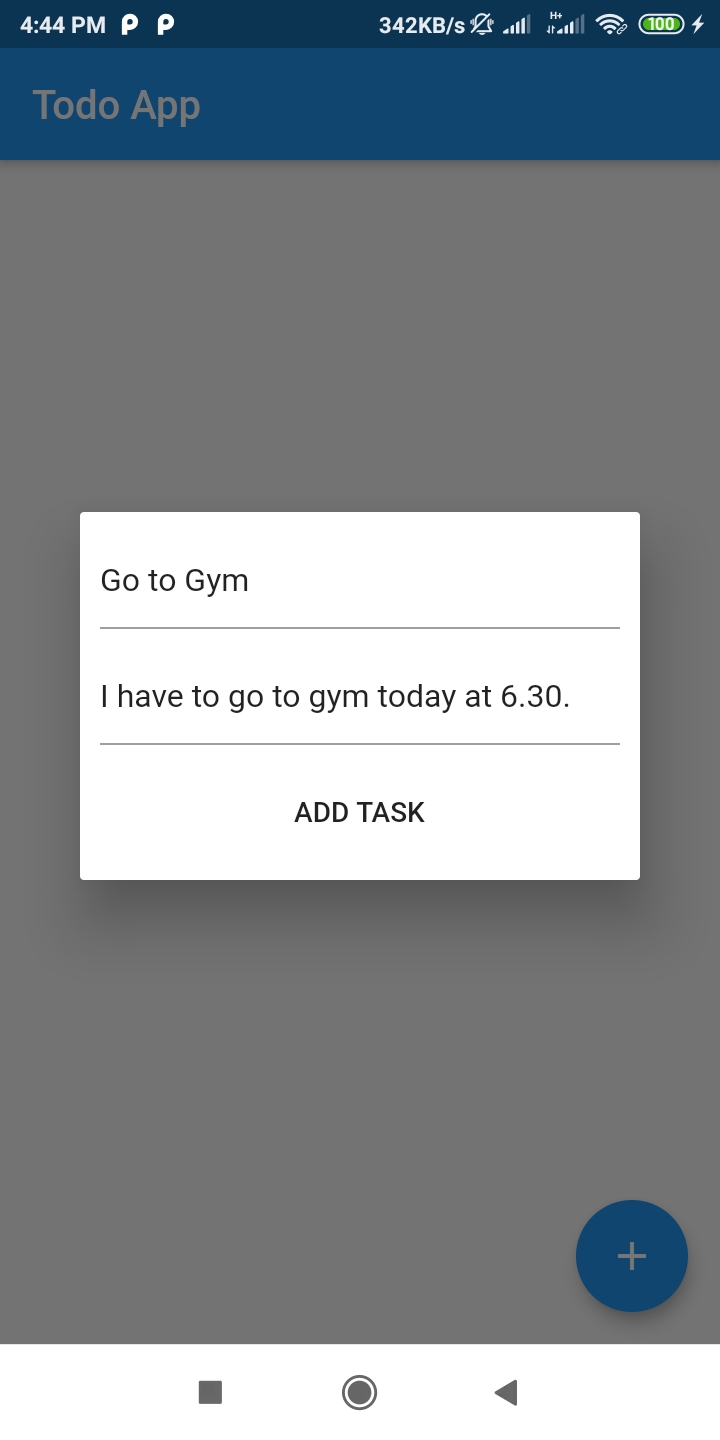 4:44 PM 342KB/s H+ 100
Todo App
Go to Gym
I have to go to gym today at 6.30.
ADD TASK